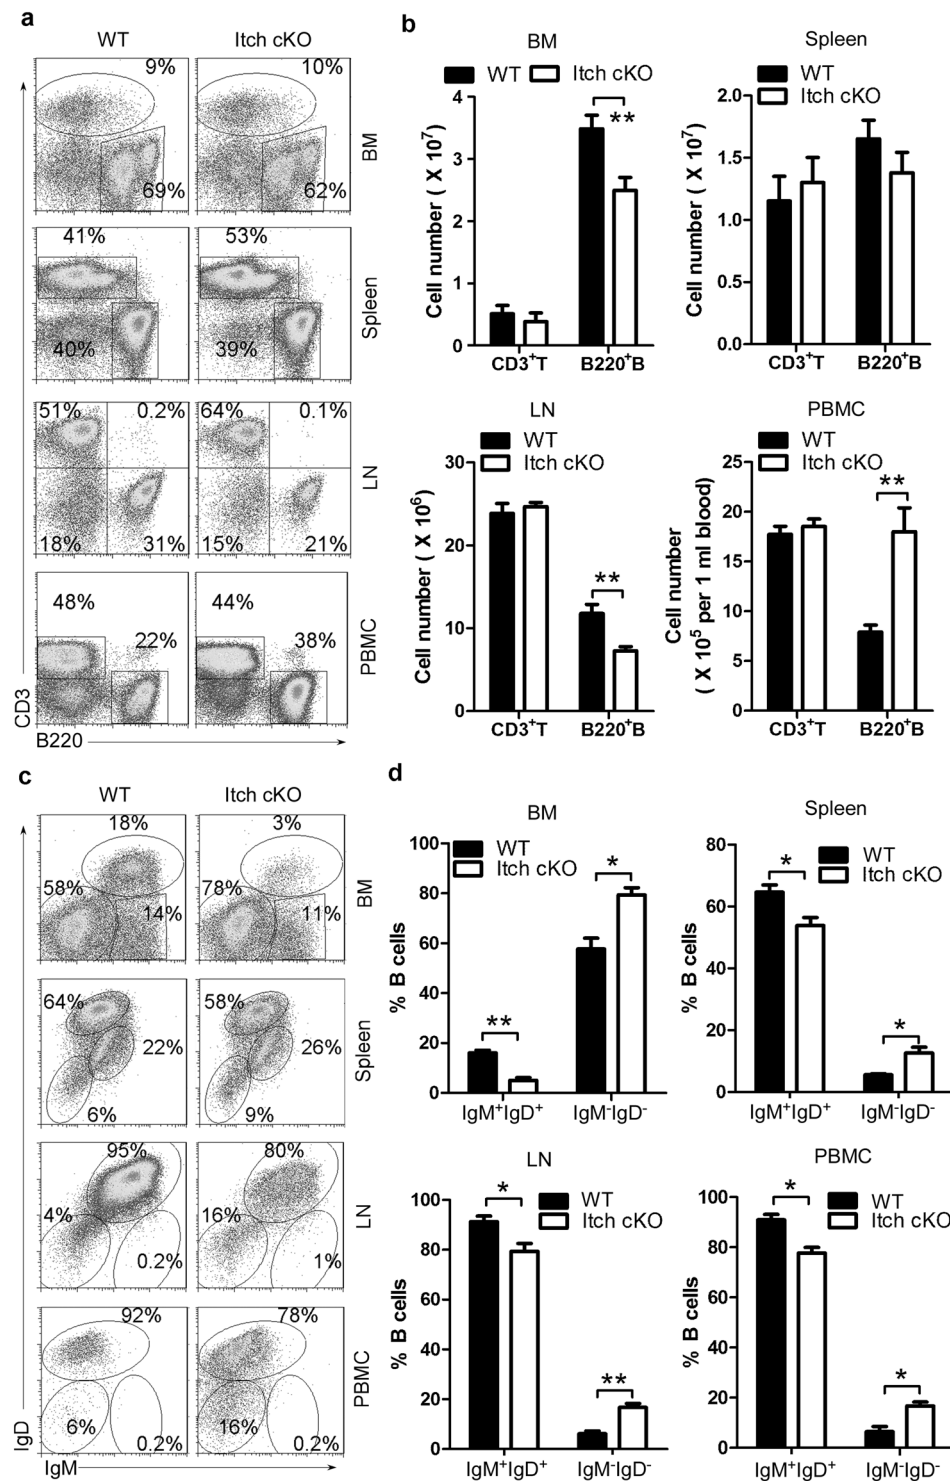 a
WT Itch cKO
9% 10%
69% 62%
BM
41% 53%
40% 39%
Spleen
51% 0.2% 64% 0.1%
18% 31% 15% 21%
LN
48% 44%
22% 38%
PBMC
CD3
B220
b
BM
WT Itch cKO
Cell number ( X 10⁷)
4
3
2
1
0
**
CD3⁺T B220⁺B
Spleen
WT
Itch cKO
Cell number ( X 10⁷)
2.0
1.5
1.0
0.5
0.0
CD3⁺T B220⁺B
LN
WT
Itch cKO
Cell number ( X 10⁶)
30
20
10
0
**
CD3⁺T B220⁺B
PBMC
WT
Itch cKO
Cell number
( X 10⁵ per 1 ml blood)
25
20
15
10
5
0
**
CD3⁺T B220⁺B
c
WT Itch cKO
18% 3%
58% 78%
14% 11%
BM
64% 58%
22% 26%
6% 9%
Spleen
95% 80%
4% 16%
0.2% 1%
LN
92% 78%
6% 16%
0.2% 0.2%
PBMC
IgD
IgM
d
BM
WT
Itch cKO
% B cells
100
80
60
40
20
0
** *
IgM⁺IgD⁺ IgM⁻IgD⁻
Spleen
WT
Itch cKO
% B cells
80
60
40
20
0
* *
IgM⁺IgD⁺ IgM⁻IgD⁻
LN
WT
Itch cKO
% B cells
100
80
60
40
20
0
* **
IgM⁺IgD⁺ IgM⁻IgD⁻
PBMC
WT
Itch cKO
% B cells
100
80
60
40
20
0
* *
IgM⁺IgD⁺ IgM⁻IgD⁻